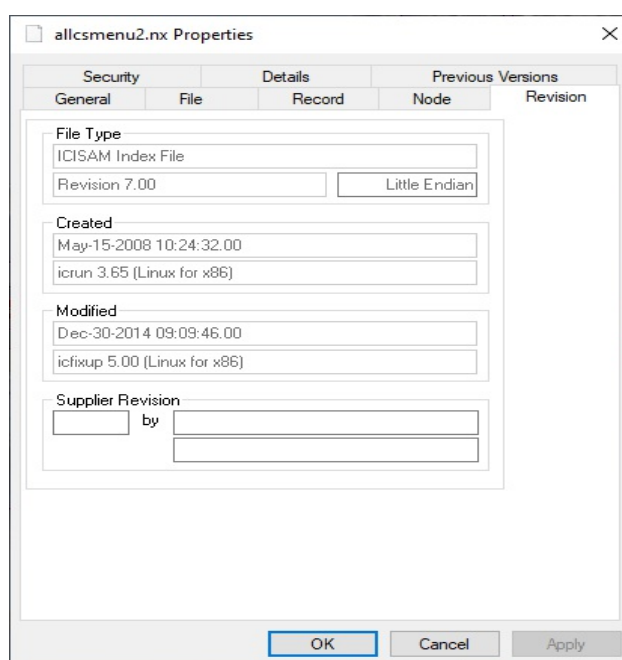 allcsmenu2.nx Properties
Security Details Previous Versions
General File Record Node Revision
File Type
ICISAM Index File
Revision 7.00 Little Endian
Created
May-15-2008 10:24:32.00
icrun 3.65 (Linux for x86)
Modified
Dec-30-2014 09:09:46.00
icfixup 5.00 (Linux for x86)
Supplier Revision
by
OK Cancel Apply